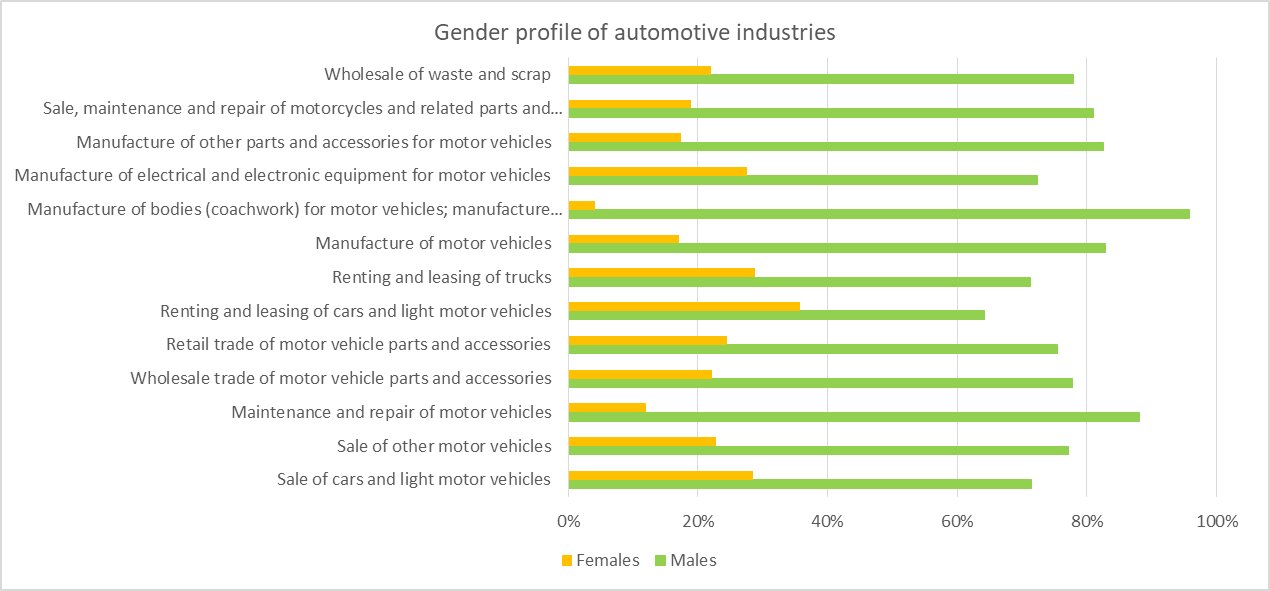 Gender profile of automotive industries
Wholesale of waste and scrap
Sale, maintenance and repair of motorcycles and related parts and...
Manufacture of other parts and accessories for motor vehicles
Manufacture of electrical and electronic equipment for motor vehicles
Manufacture of bodies (coachwork) for motor vehicles; manufacture...
Manufacture of motor vehicles
Renting and leasing of trucks
Renting and leasing of cars and light motor vehicles
Retail trade of motor vehicle parts and accessories
Wholesale trade of motor vehicle parts and accessories
Maintenance and repair of motor vehicles
Sale of other motor vehicles
Sale of cars and light motor vehicles
0% 20% 40% 60% 80% 100%
Females Males